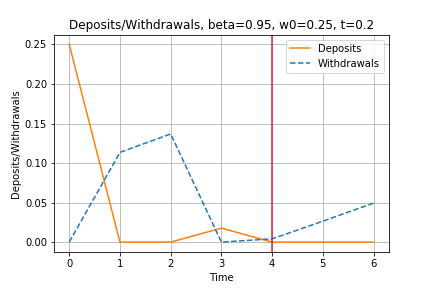 Deposits/Withdrawals, beta=0.95, w0=0.25, t=0.2
Deposits
Withdrawals
Deposits/Withdrawals
0.25
0.20
0.15
0.10
0.05
0.00
0 1 2 3 4 5 6
Time